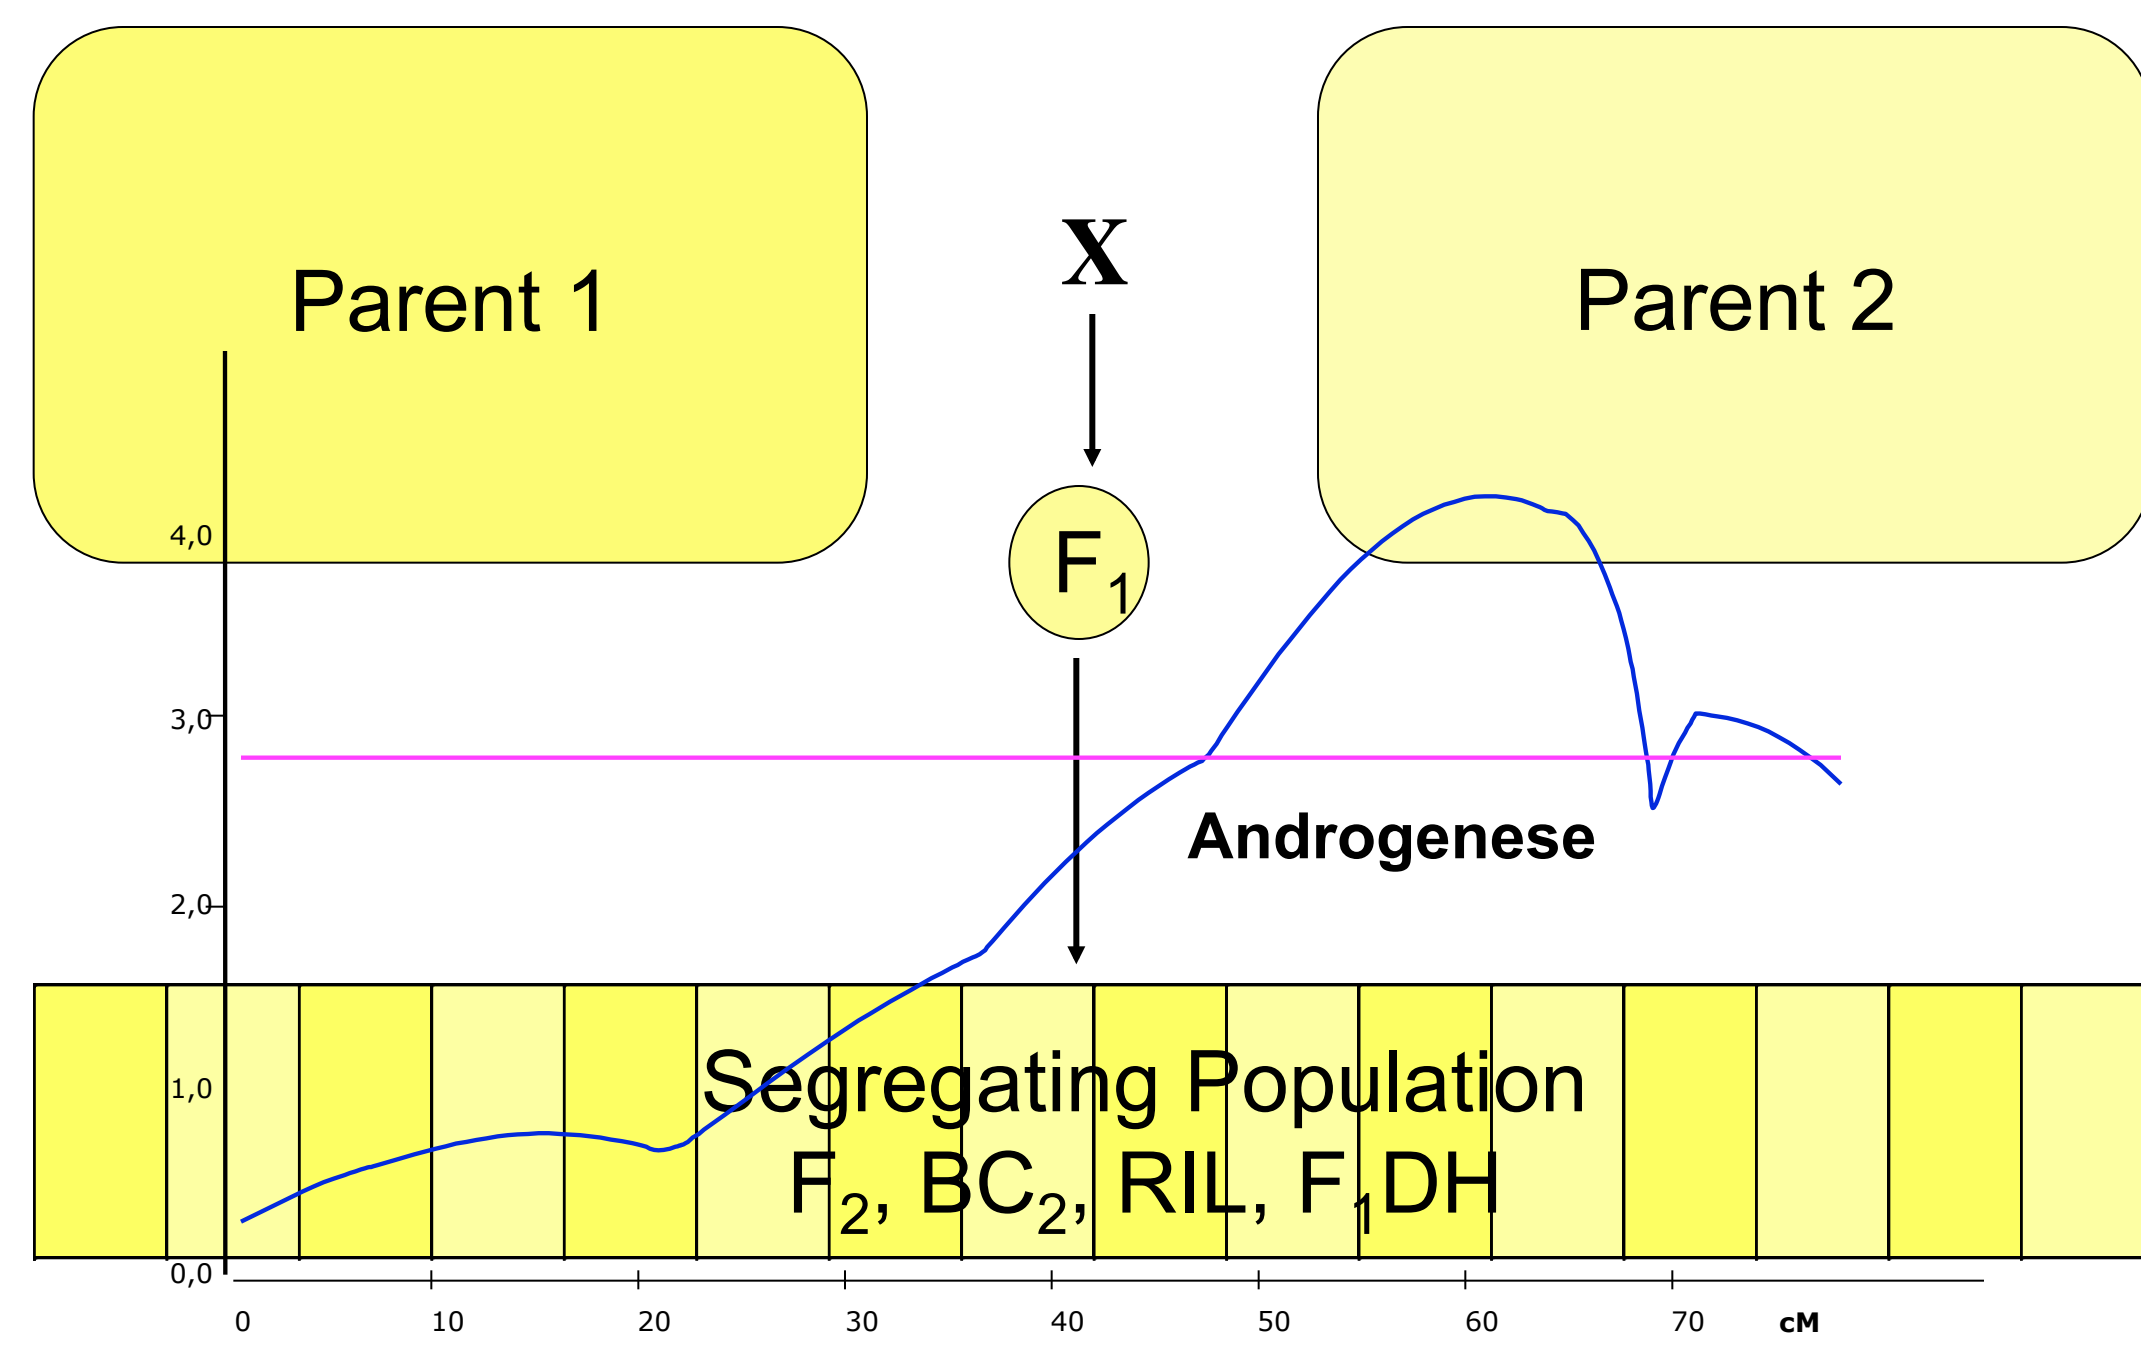 X
Parent 1
Parent 2
F₁
4,0
3,0
2,0
1,0
0,0
Androgenese
Segregating Population
F₂, BC₂, RIL, F₁DH
0 10 20 30 40 50 60 70 cM